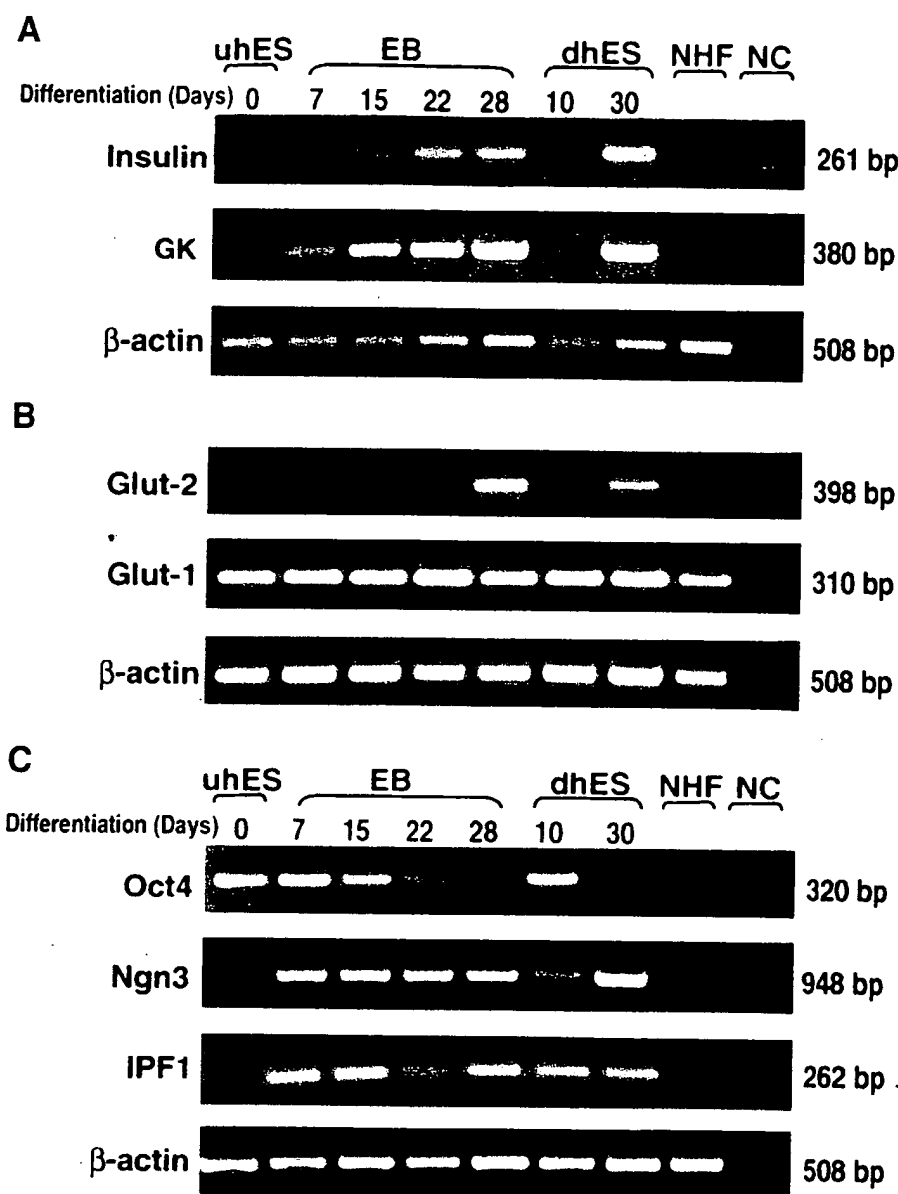 A
uhES EB dhES NHF NC
Differentiation (Days) 0 7 15 22 28 10 30
Insulin 261 bp
GK 380 bp
β-actin 508 bp
B
Glut-2 398 bp
Glut-1 310 bp
β-actin 508 bp
C
uhES EB dhES NHF NC
Differentiation (Days) 0 7 15 22 28 10 30
Oct4 320 bp
Ngn3 948 bp
IPF1 262 bp
β-actin 508 bp